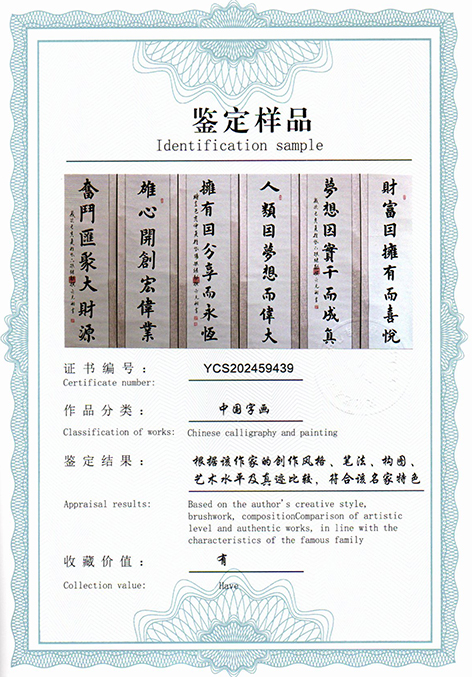 鉴定样品
Identification sample
財富因擁有而喜悅
夢想因實干而成真
人類因夢想而偉大
擁有因分享而永恆
雄心開創宏偉業
奮鬥匯聚大財源
证书编号：
YCS202459439
Certificate number:
作品分类：
中国字画
Classification of works: Chinese calligraphy and painting
鉴定结果：
根据该作家的创作风格、笔法、构图、
艺术水平及真迹比较，符合该名家特色
Appraisal results:
Based on the author's creative style,
brushwork, compositionComparison of artistic
level and authentic works, in line with the
characteristics of the famous family
收藏价值：
有
Collection value:
Have